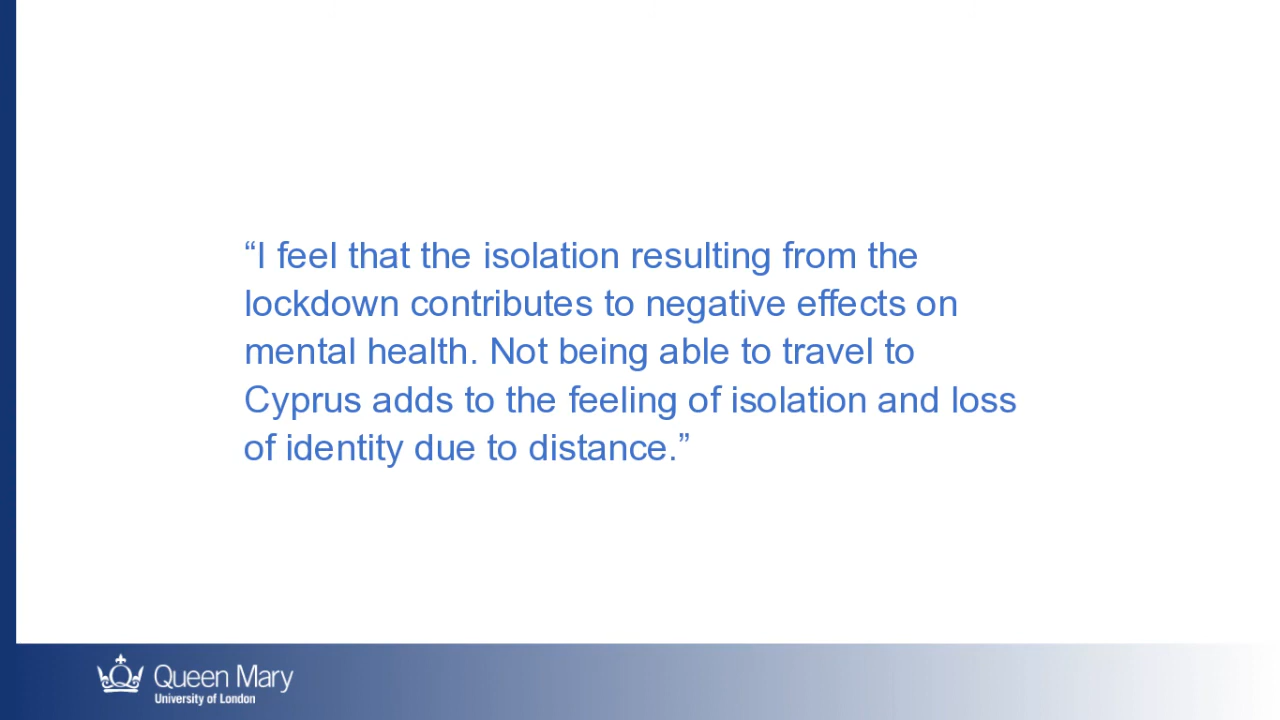 “I feel that the isolation resulting from the
lockdown contributes to negative effects on
mental health. Not being able to travel to
Cyprus adds to the feeling of isolation and loss
of identity due to distance.”
Queen Mary
University of London